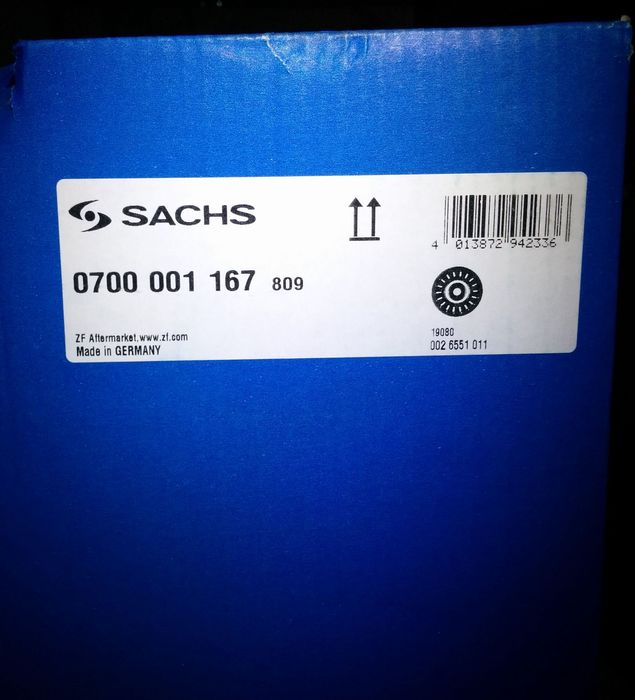 SACHS
4 013872 942336
0700 001 167 809
19080
002 6551 011
ZF Aftermarket, www.zf.com
Made in GERMANY